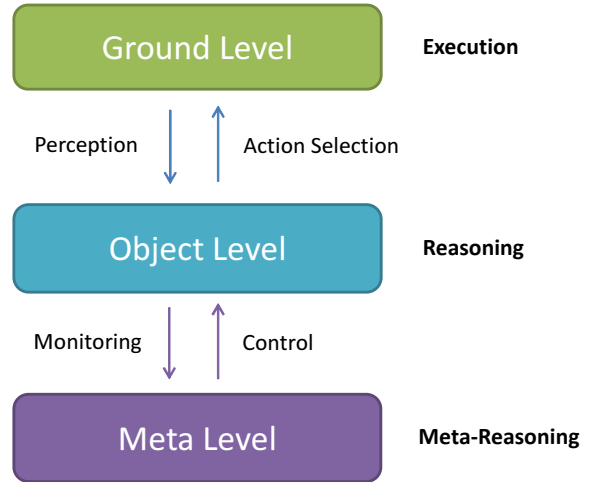 Ground Level
Execution
Perception
Action Selection
Object Level
Reasoning
Monitoring
Control
Meta Level
Meta-Reasoning